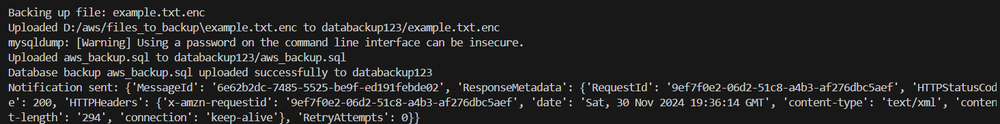 Backing up file: example.txt.enc
Uploaded D:/aws/files_to_backup\example.txt.enc to databackup123/example.txt.enc
mysqldump: [Warning] Using a password on the command line interface can be insecure.
Uploaded aws_backup.sql to databackup123/aws_backup.sql
Database backup aws_backup.sql uploaded successfully to databackup123
Notification sent: {'MessageId': '6e62b2dc-7485-5525-be9f-ed191febde02', 'ResponseMetadata': {'RequestId': '9ef7f0e2-06d2-51c8-a4b3-af276dbc5aef', 'HTTPStatusCod
e': 200, 'HTTPHeaders': {'x-amzn-requestid': '9ef7f0e2-06d2-51c8-a4b3-af276dbc5aef', 'date': 'Sat, 30 Nov 2024 19:36:14 GMT', 'content-type': 'text/xml', 'conten
t-length': '294', 'connection': 'keep-alive'}, 'RetryAttempts': 0}}